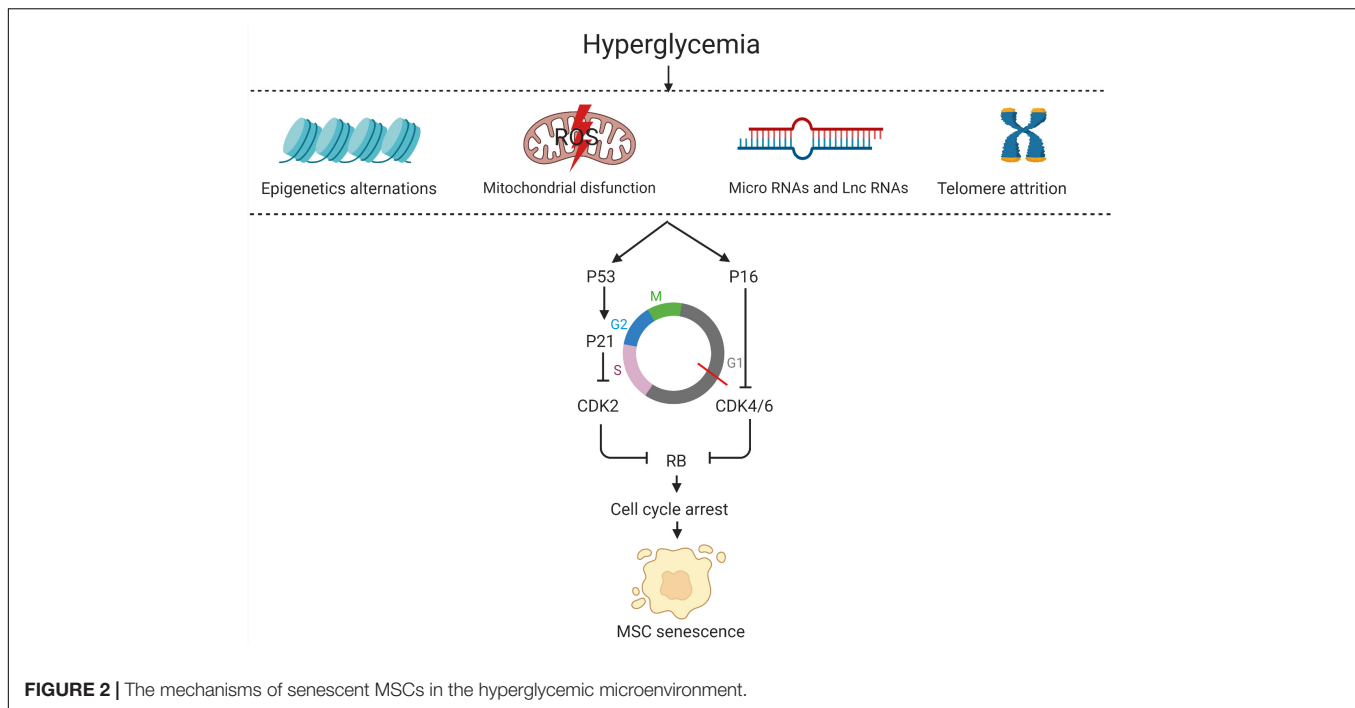 Hyperglycemia
ROS
Epigenetics alternations
Mitochondrial disfunction
Micro RNAs and Lnc RNAs
Telomere attrition
P53
P16
M
G2
P21
G1
S
CDK2
CDK4/6
RB
Cell cycle arrest
MSC senescence
FIGURE 2 | The mechanisms of senescent MSCs in the hyperglycemic microenvironment.